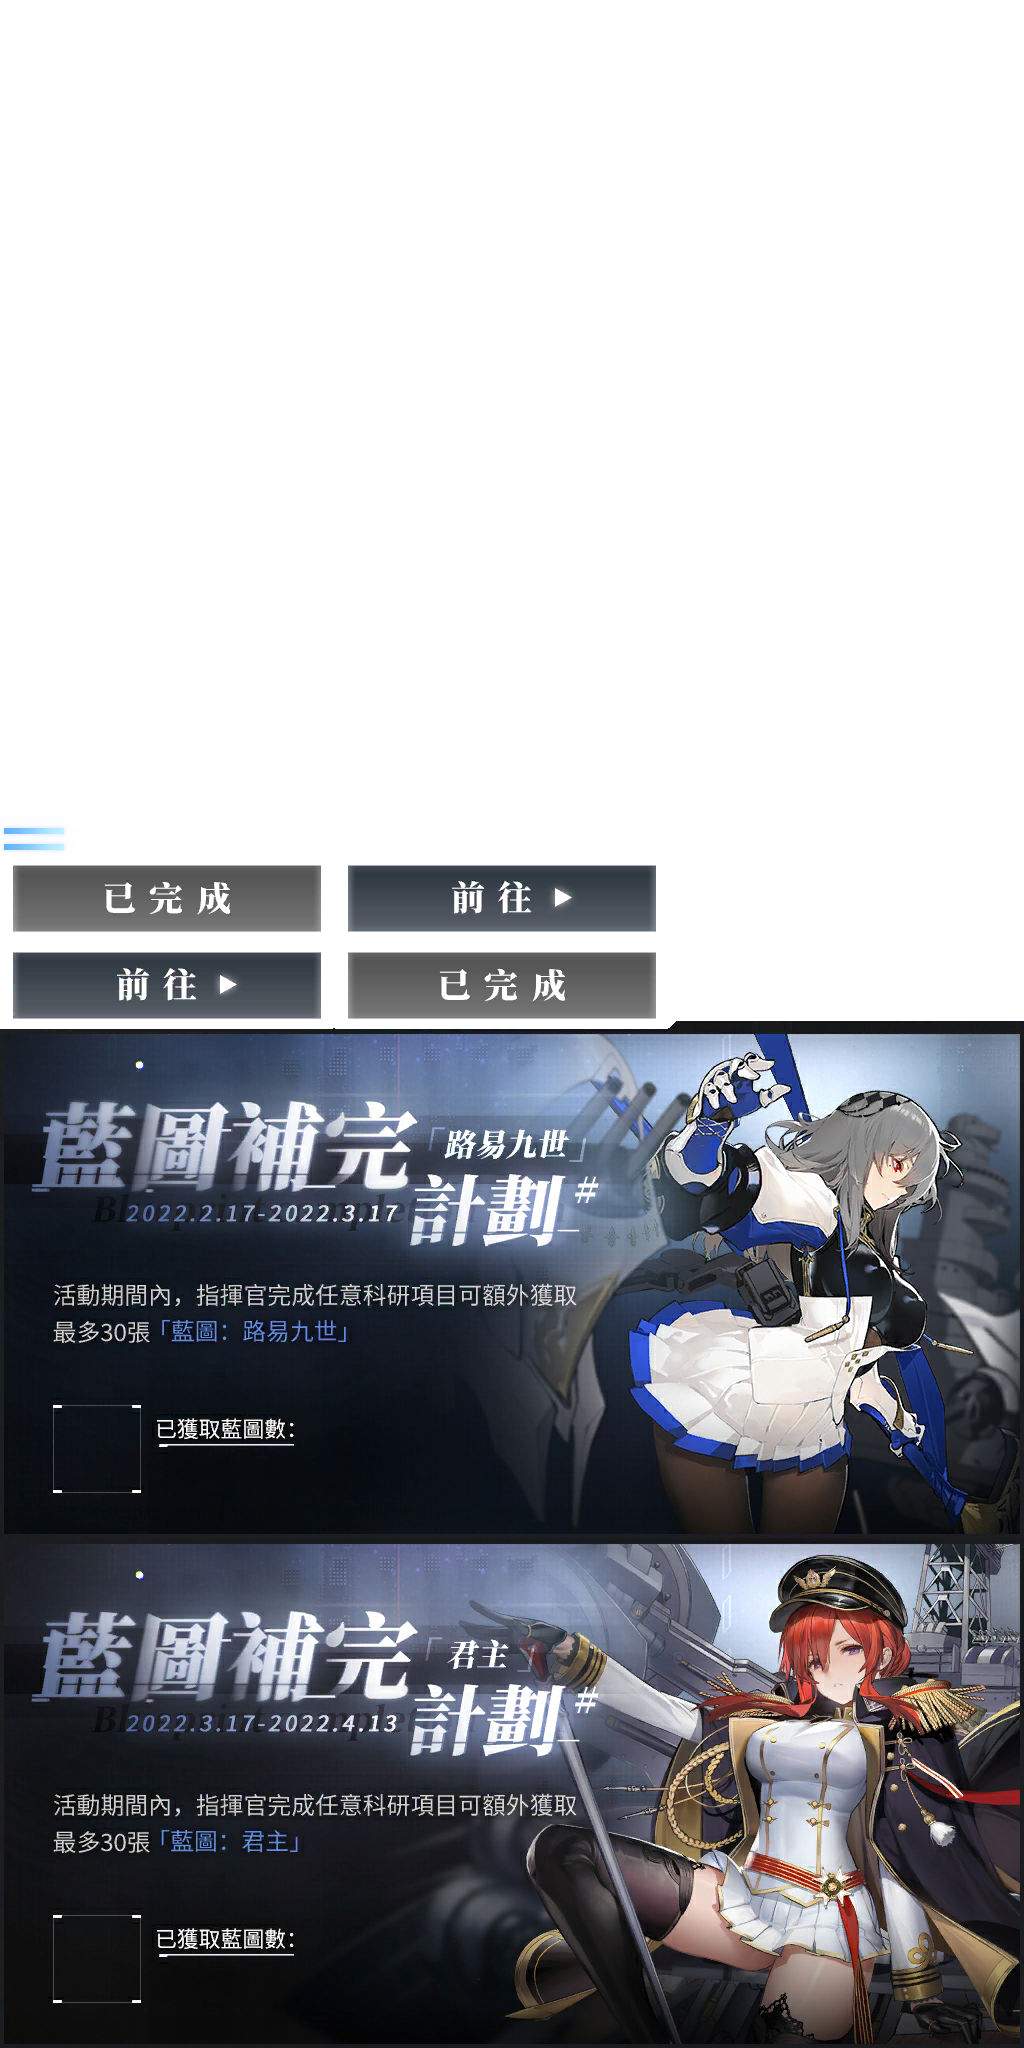 已完成
前往
前往
已完成
藍圖補完
「路易九世」
計劃#
2022.2.17-2022.3.17
活動期間內，指揮官完成任意科研項目可額外獲取
最多30張「藍圖：路易九世」
已獲取藍圖數：
藍圖補完
「君主」
計劃#
2022.3.17-2022.4.13
活動期間內，指揮官完成任意科研項目可額外獲取
最多30張「藍圖：君主」
已獲取藍圖數：